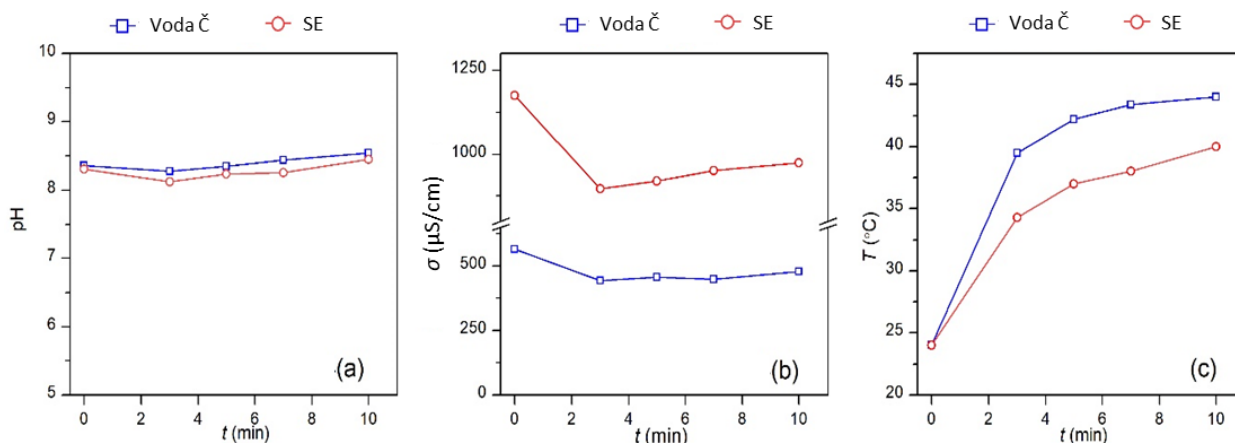 Voda Č SE
10
9
8
7
6
5
pH
0 2 4 6 8 10
t (min)
(a)
Voda Č SE
1250
1000
500
250
0
σ (µS/cm)
0 2 4 6 8 10
t (min)
(b)
Voda Č SE
45
40
35
30
25
20
T (°C)
0 2 4 6 8 10
t (min)
(c)